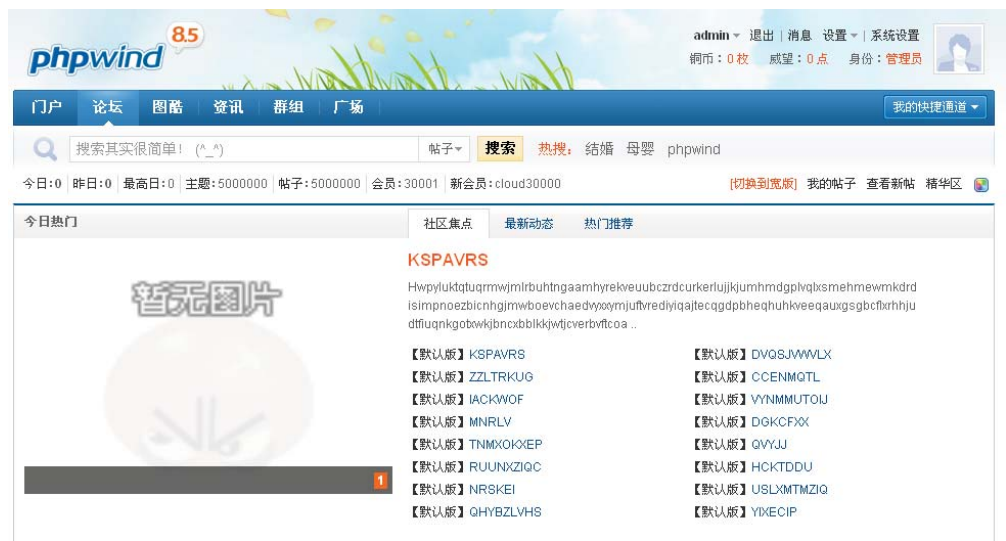 phpwind 8.5
admin 退出 | 消息 设置 | 系统设置
铜币：0枚 威望：0点 身份：管理员
门户 论坛 图酷 资讯 群组 广场 我的快捷通道
搜索其实很简单！ (^_^) 帖子 搜索 热搜： 结婚 母婴 phpwind
今日:0 昨日:0 最高日:0 主题:5000000 帖子:5000000 会员:30001 新会员:cloud30000 [切换到宽版] 我的帖子 查看新帖 精华区
今日热门 社区焦点 最新动态 热门推荐
暂无图片
1
KSPAVRS
Hwpyluktqtuqrmwjmlrbuhtngaamhyrekveuubczrdcurkerlujjkjumhmdgplvqlxsmehmewmkdrd
isimpnoezbicnhgjmwboevchaedwyxxymjuftvrediyiqajtecqgdpbheqhuhkveeqauxgsgbcflxrhhju
dtfiuqnkgotxwkjbncxbblkkjwtjcverbvftcoa ..
【默认版】KSPAVRS 【默认版】DVQSJVWVLX
【默认版】ZZLTRKUG 【默认版】CCENMQTL
【默认版】IACKWOF 【默认版】VYNMMUTOIJ
【默认版】MNRLV 【默认版】DGKCFXX
【默认版】TNMXOKXEP 【默认版】QVYJJ
【默认版】RUUNXZIQC 【默认版】HCKTDDU
【默认版】NRSKEI 【默认版】USLXMTMZIQ
【默认版】QHYBZLVHS 【默认版】YIXECIP